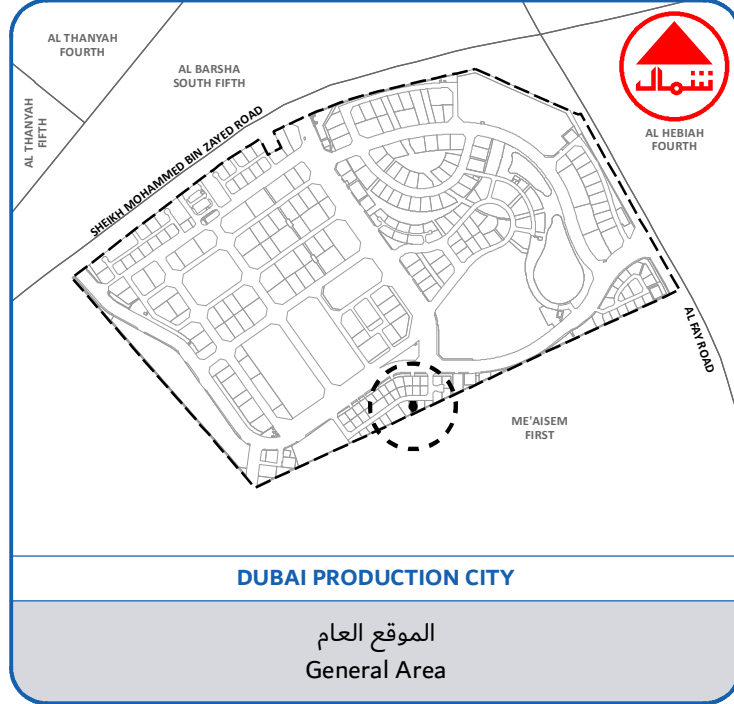 AL THANYAH
FOURTH
AL BARSHA
SOUTH FIFTH
شمال
AL THANYAH
FIFTH
AL HEBIAH
FOURTH
SHEIKH MOHAMMED BIN ZAYED ROAD
AL FAY ROAD
ME'AISEM
FIRST
DUBAI PRODUCTION CITY
الموقع العام
General Area